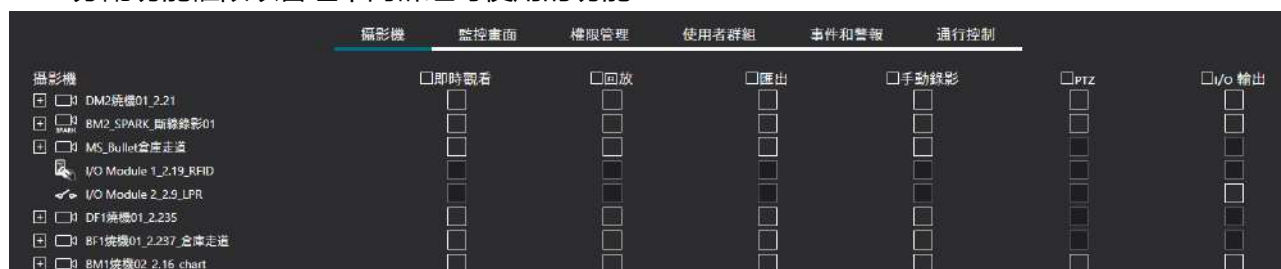 攝影機 監控畫面 權限管理 使用者群組 事件和警報 通行控制
攝影機 即時觀看 回放 匯出 手動錄影 PTZ I/O 輸出
DM2燒機01_2.21
BM2_SPARK_斷線錄影01
MS_Bullet倉庫走道
I/O Module 1_2.19_RFID
I/O Module 2_2.9_LPR
DF1燒機01_2.235
BF1燒機01_2.237_倉庫走道
BM1燒機02_2.16_chart